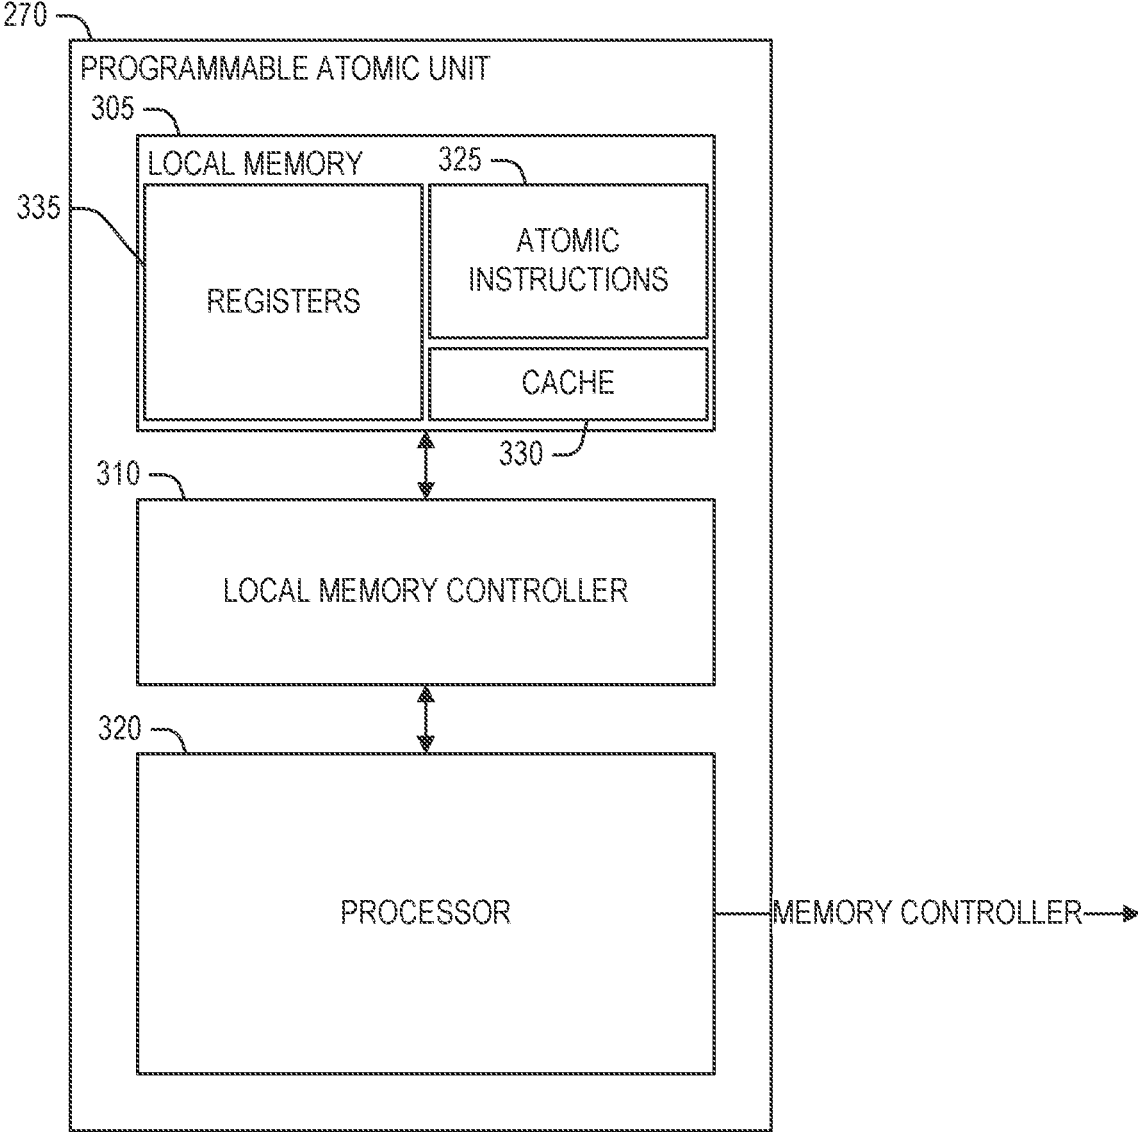 270
PROGRAMMABLE ATOMIC UNIT
305
LOCAL MEMORY
325
335
ATOMIC
INSTRUCTIONS
REGISTERS
CACHE
330
310
LOCAL MEMORY CONTROLLER
320
PROCESSOR
MEMORY CONTROLLER